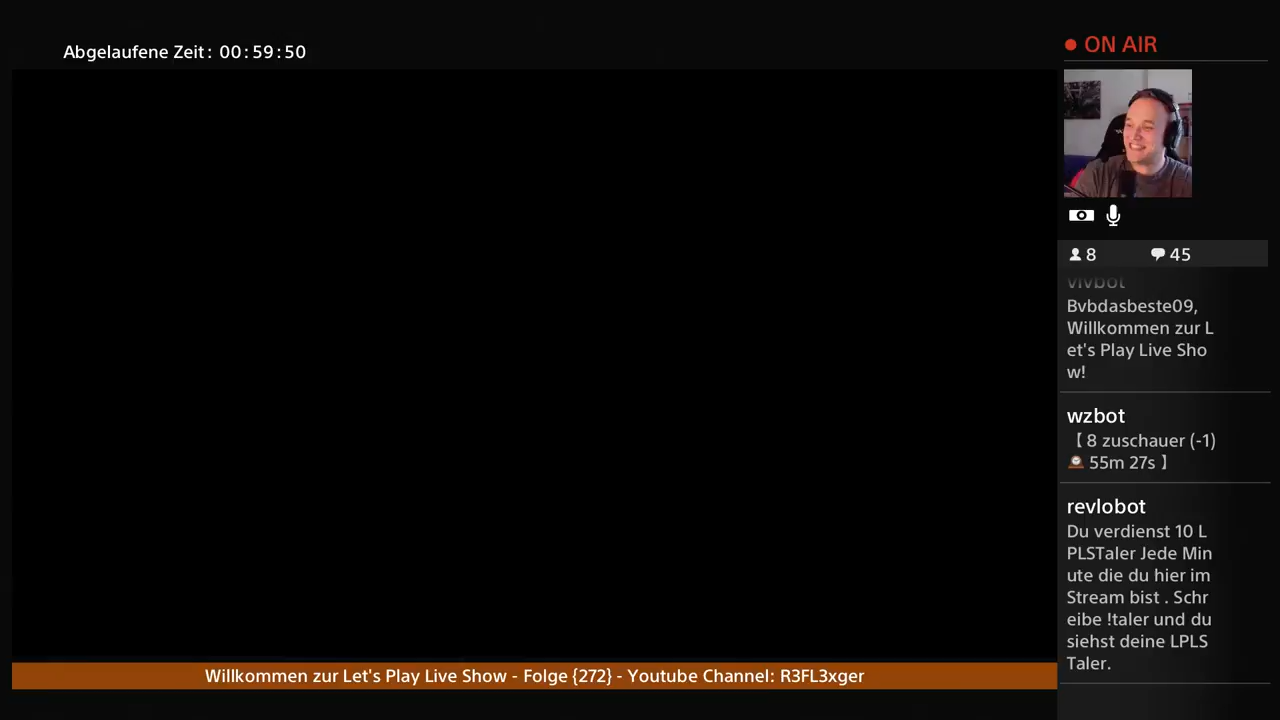 Abgelaufene Zeit: 00:59:50
ON AIR
8 45
vivbot
Bvbdasbeste09,
Willkommen zur L
et's Play Live Sho
w!
wzbot
【 8 zuschauer (-1)
55m 27s 】
revlobot
Du verdienst 10 L
PLSTaler Jede Min
ute die du hier im
Stream bist . Schr
eibe !taler und du
siehst deine LPLS
Taler.
Willkommen zur Let's Play Live Show - Folge {272} - Youtube Channel: R3FL3xger